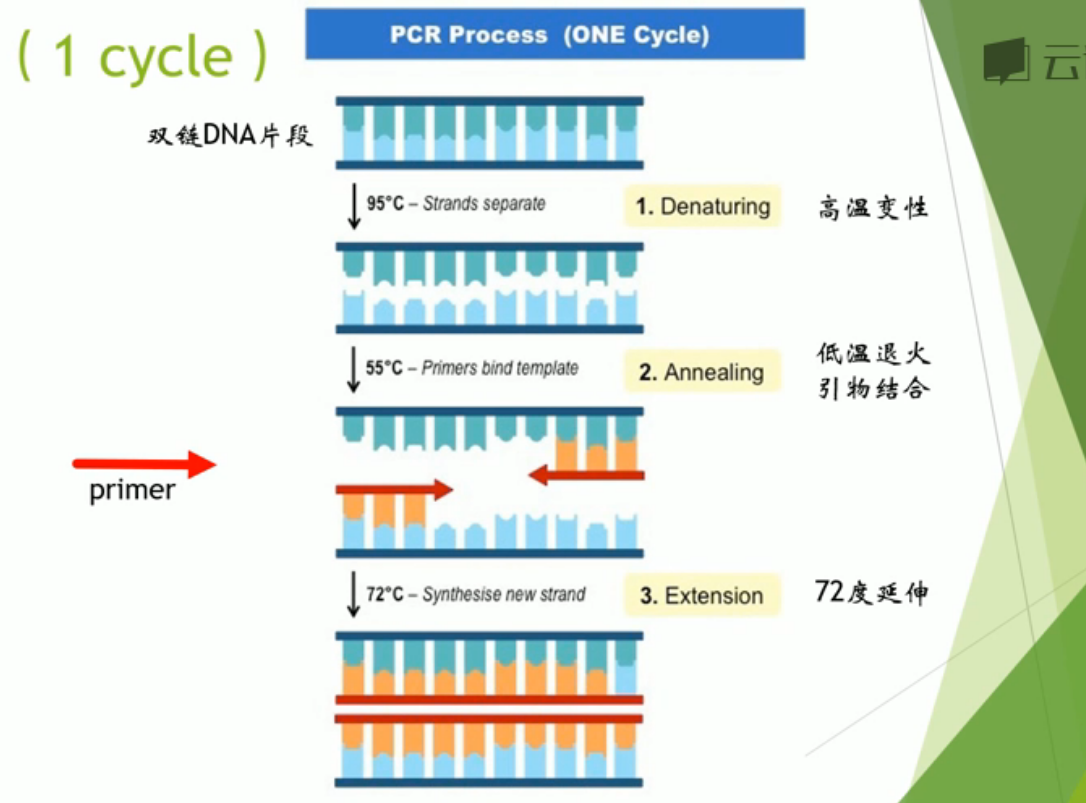 ( 1 cycle )
PCR Process (ONE Cycle)
双链DNA片段
95°C – Strands separate
1. Denaturing
高温变性
55°C – Primers bind template
2. Annealing
低温退火
引物结合
primer
72°C – Synthesise new strand
3. Extension
72度延伸
云